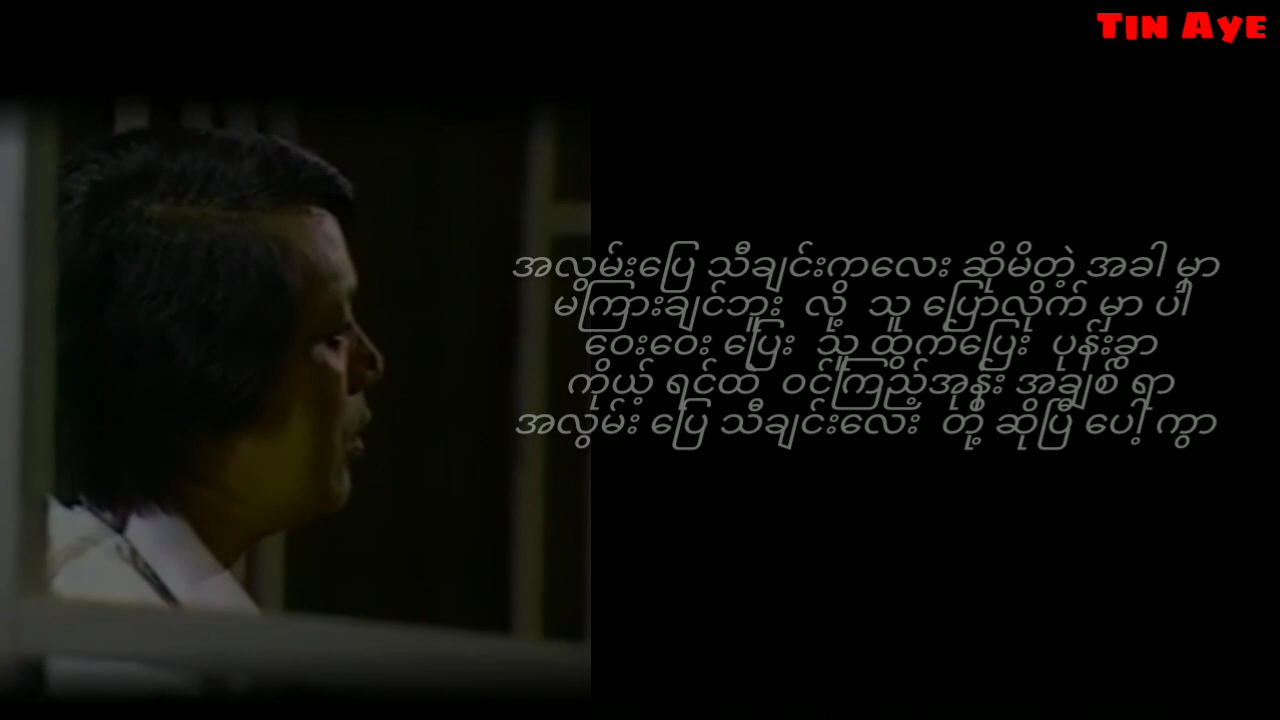 Tin Aye
အလွမ်းပြေ သီချင်းကလေး ဆိုမိတဲ့ အခါ မှာ
မကြားချင်ဘူး လို့ သူ ပြောလိုက် မှာ ပါ
ဝေးဝေး ပြေး သူ ထွက်ပြေး ပုန်းခွာ
ကိုယ့် ရင်ထဲ ဝင်ကြည့်အုန်း အချစ် ရာ
အလွမ်း ပြေ သီချင်းလေး တို့ ဆိုပြီ ပေါ့ ကွာ